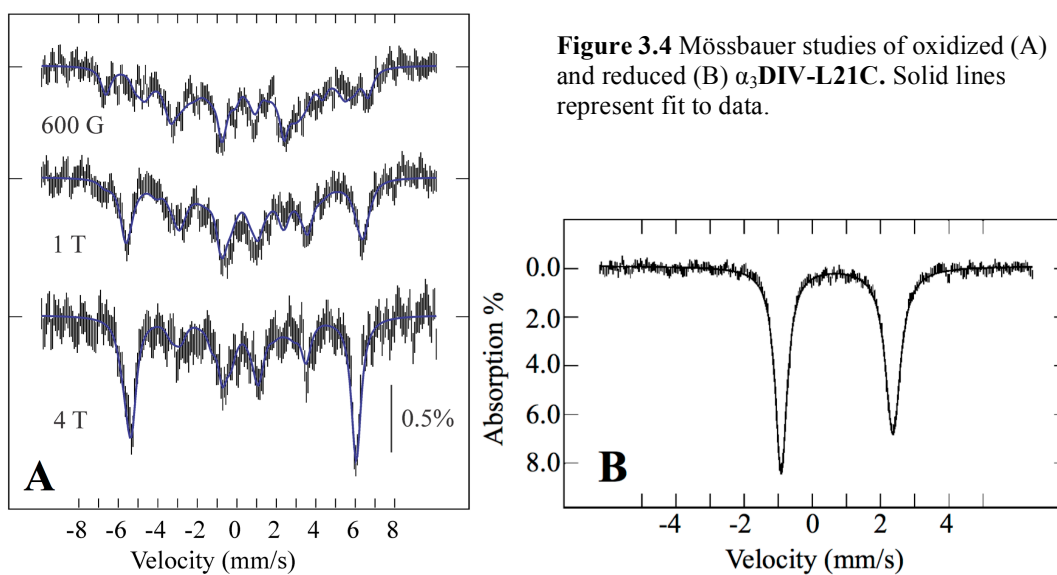 Figure 3.4 Mössbauer studies of oxidized (A)
and reduced (B) α₃DIV-L21C. Solid lines
represent fit to data.
600 G
1 T
4 T
0.5%
A
-8 -6 -4 -2 0 2 4 6 8
Velocity (mm/s)
Absorption %
0.0
2.0
4.0
6.0
8.0
B
-4 -2 0 2 4
Velocity (mm/s)